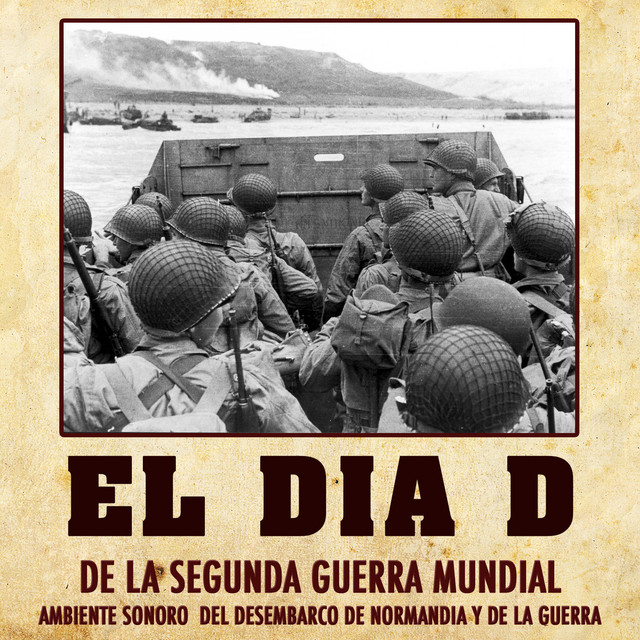 EL DIA D
DE LA SEGUNDA GUERRA MUNDIAL
AMBIENTE SONORO DEL DESEMBARCO DE NORMANDIA Y DE LA GUERRA